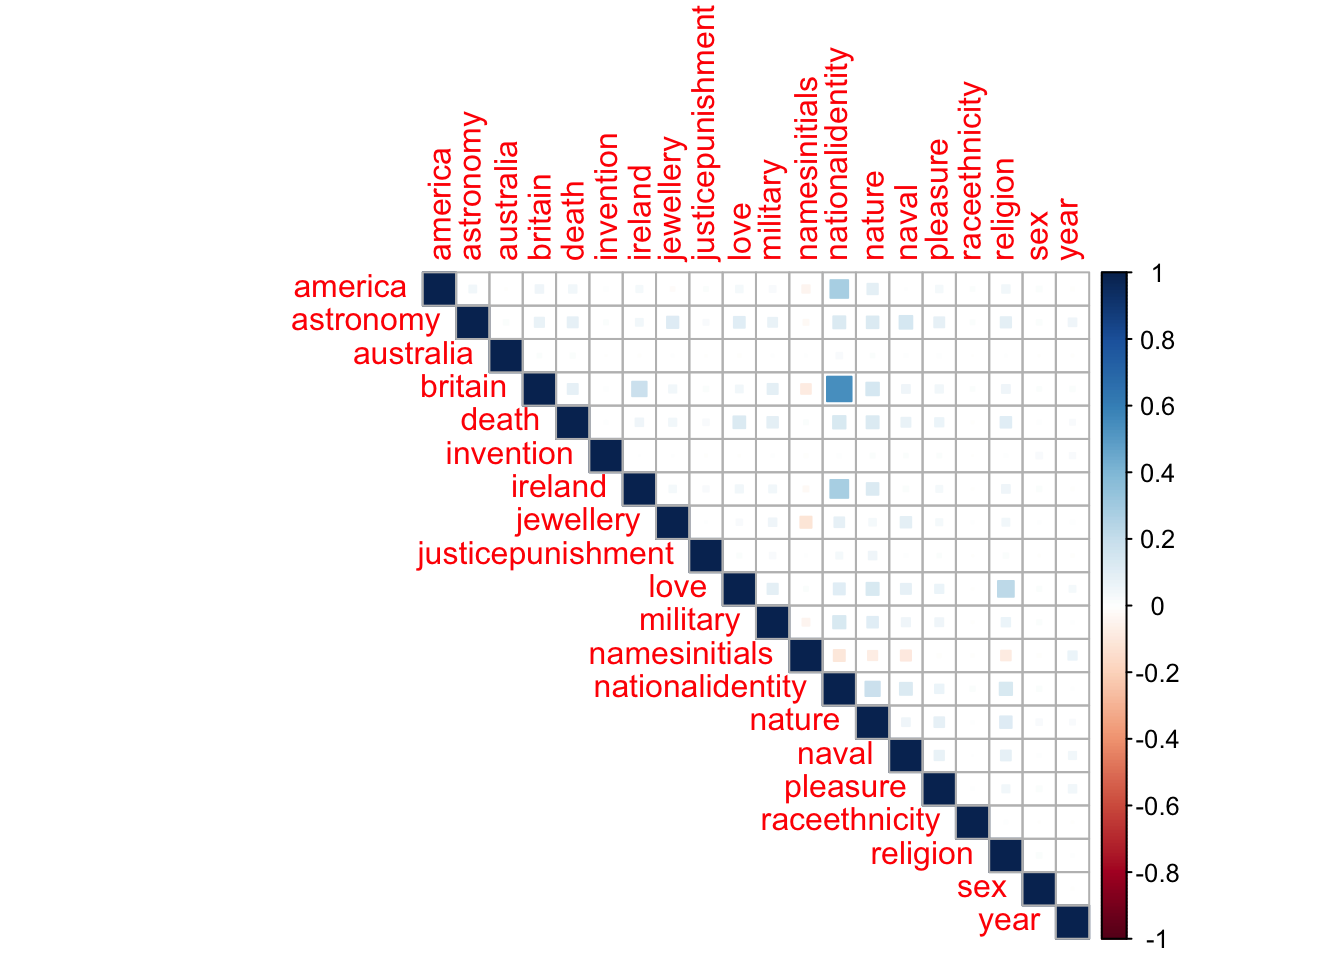 america
astronomy
australia
britain
death
invention
ireland
jewellery
justicepunishment
love
military
namesinitials
nationalidentity
nature
naval
pleasure
raceethnicity
religion
sex
year
america
astronomy
australia
britain
death
invention
ireland
jewellery
justicepunishment
love
military
namesinitials
nationalidentity
nature
naval
pleasure
raceethnicity
religion
sex
year
1
0.8
0.6
0.4
0.2
0
-0.2
-0.4
-0.6
-0.8
-1